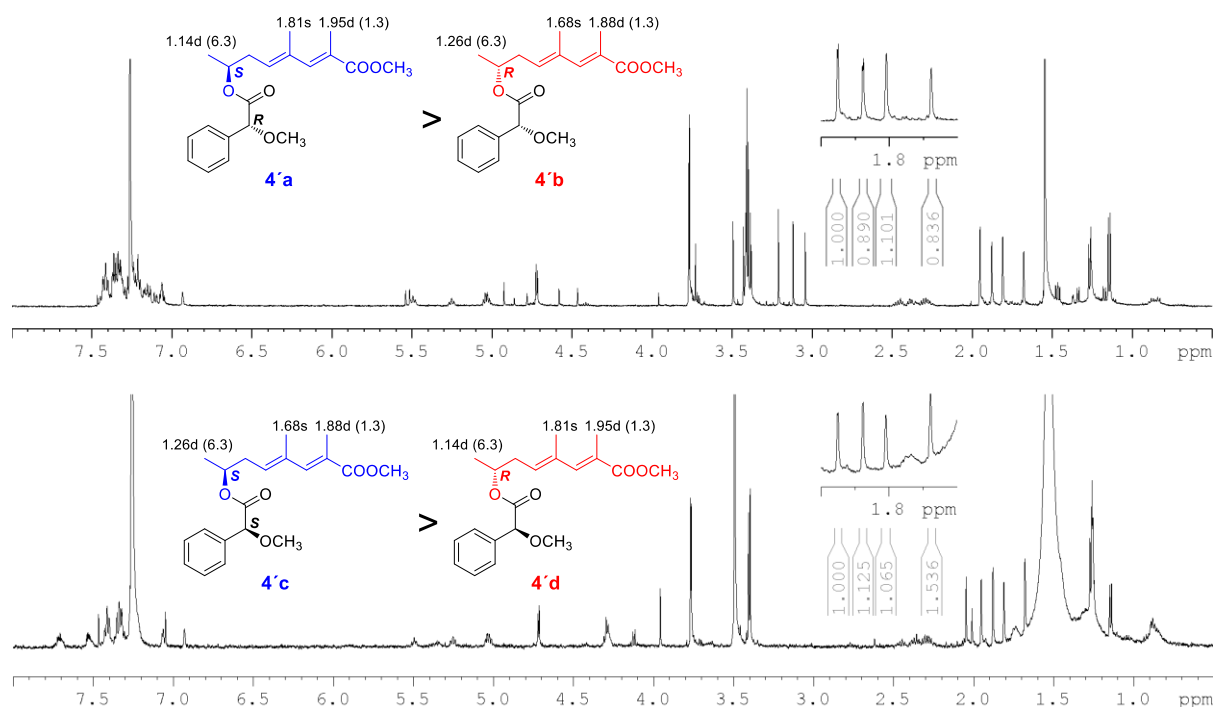 1.81s 1.95d (1.3)
1.14d (6.3)
S
COOCH3
O
O
R
OCH3
4´a
>
1.68s 1.88d (1.3)
1.26d (6.3)
R
COOCH3
O
O
OCH3
4´b
1.8 ppm
1.000
0.890
1.101
0.836
7.5 7.0 6.5 6.0 5.5 5.0 4.5 4.0 3.5 3.0 2.5 2.0 1.5 1.0 ppm
1.68s 1.88d (1.3)
1.26d (6.3)
S
COOCH3
O
O
S
OCH3
4´c
>
1.81s 1.95d (1.3)
1.14d (6.3)
R
COOCH3
O
O
OCH3
4´d
1.8 ppm
1.000
1.125
1.065
1.536
7.5 7.0 6.5 6.0 5.5 5.0 4.5 4.0 3.5 3.0 2.5 2.0 1.5 1.0 ppm